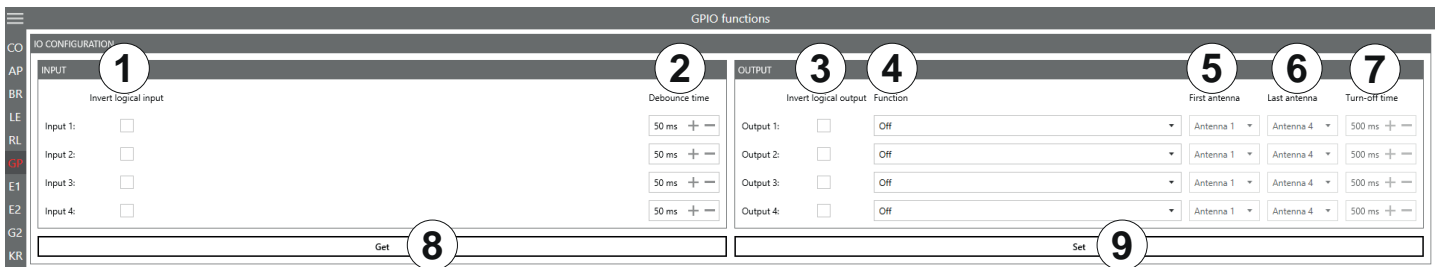 GPIO functions
CO
AP
BR
LE
RL
GP
E1
E2
G2
KR
IO CONFIGURATION
INPUT
1 2
Invert logical input Debounce time
Input 1: 50 ms + −
Input 2: 50 ms + −
Input 3: 50 ms + −
Input 4: 50 ms + −
Get 8
OUTPUT
3 4 5 6 7
Invert logical output Function First antenna Last antenna Turn-off time
Output 1: Off Antenna 1 Antenna 4 500 ms + −
Output 2: Off Antenna 1 Antenna 4 500 ms + −
Output 3: Off Antenna 1 Antenna 4 500 ms + −
Output 4: Off Antenna 1 Antenna 4 500 ms + −
Set 9